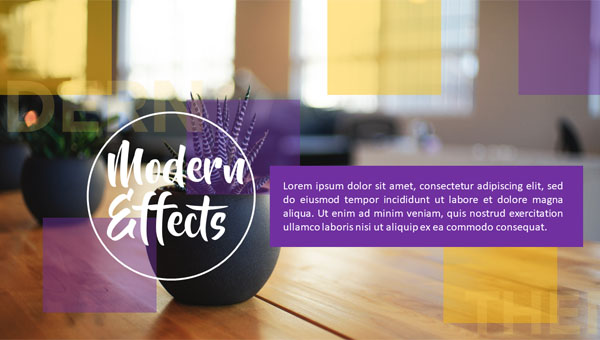 DERN
Modern
Effects
Lorem ipsum dolor sit amet, consectetur adipiscing elit, sed
do eiusmod tempor incididunt ut labore et dolore magna
aliqua. Ut enim ad minim veniam, quis nostrud exercitation
ullamco laboris nisi ut aliquip ex ea commodo consequat.
THE